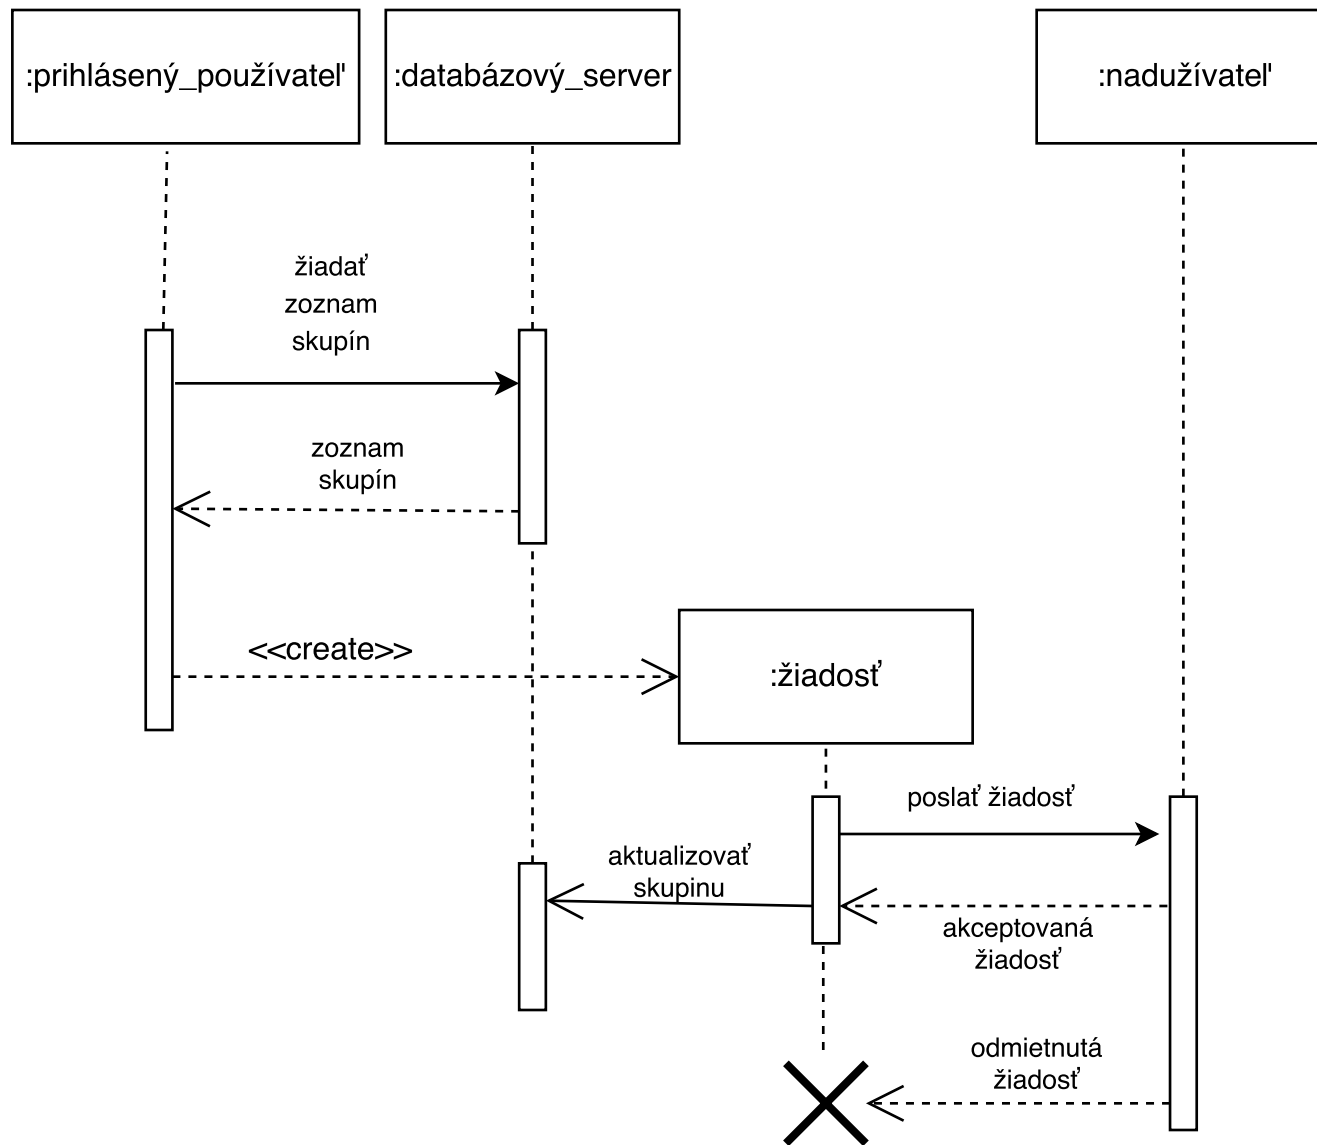 :prihlásený_používateľ
:databázový_server
:nadužívateľ
žiadať
zoznam
skupín
zoznam
skupín
<<create>>
:žiadosť
poslať žiadosť
aktualizovať
skupinu
akceptovaná
žiadosť
odmietnutá
žiadosť